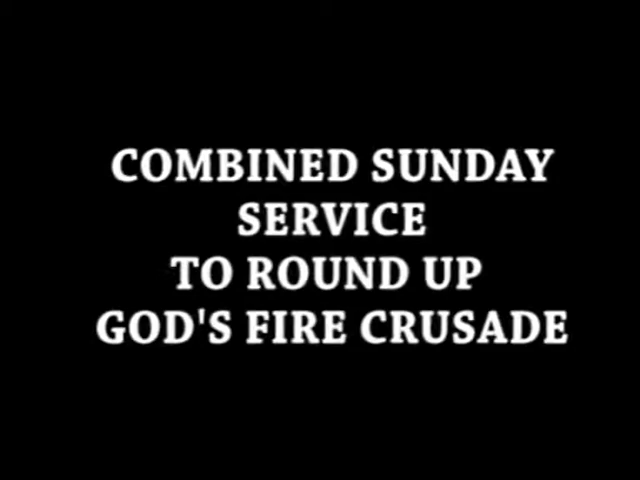 COMBINED SUNDAY
SERVICE
TO ROUND UP
GOD'S FIRE CRUSADE